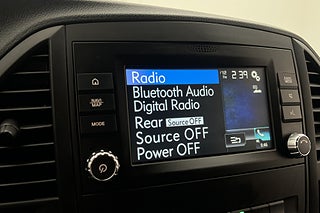 Radio
2:39
Bluetooth Audio
Digital Radio
Rear Source OFF
Source OFF
Power OFF
MODE